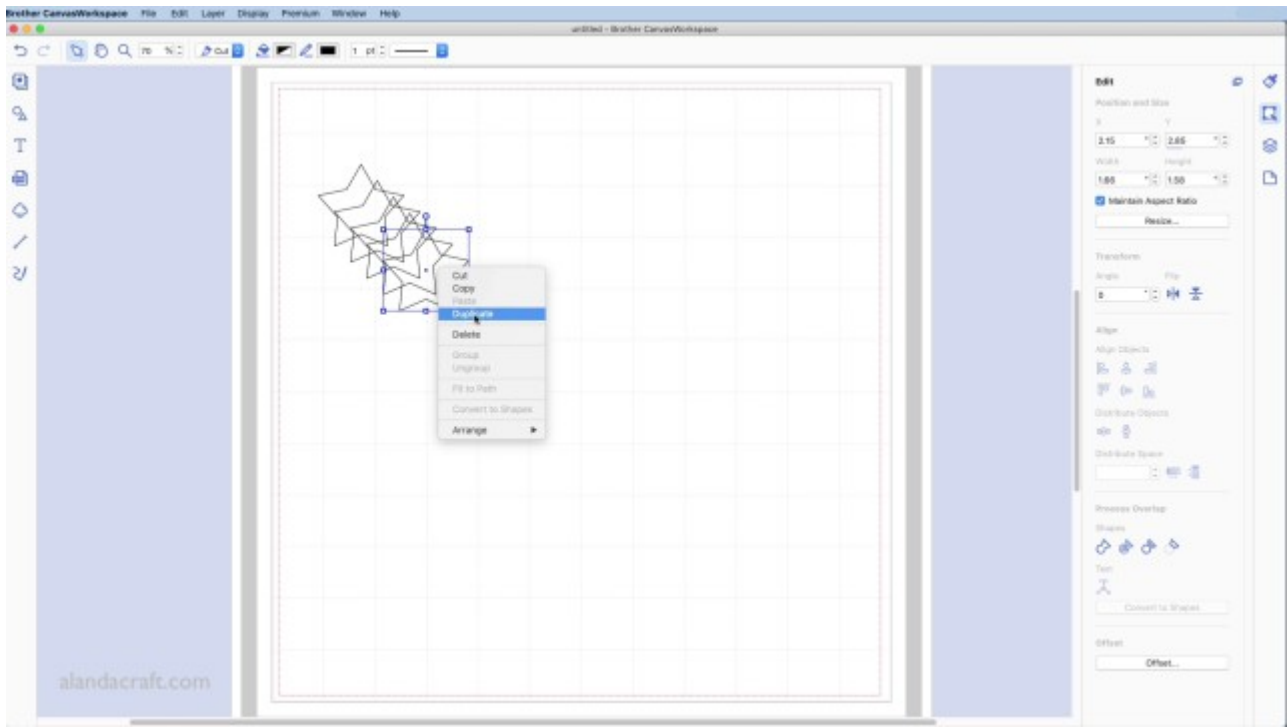 Brother CanvasWorkspace File Edit Layer Display Premium Window Help
untitled - Brother CanvasWorkspace
70 % Cut 1 pt
Edit
Position and Size
X Y
3.15 " 2.85 "
Width Height
1.66 " 1.58 "
Maintain Aspect Ratio
Resize...
Transform
Angle Flip
0 °
Align
Align Objects
Distribute Objects
Distribute Space
Process Overlap
Shapes
Text
Convert to Shapes
Offset
Offset...
Cut
Copy
Paste
Duplicate
Delete
Group
Ungroup
Fit to Path
Convert to Shapes
Arrange
alandacraft.com